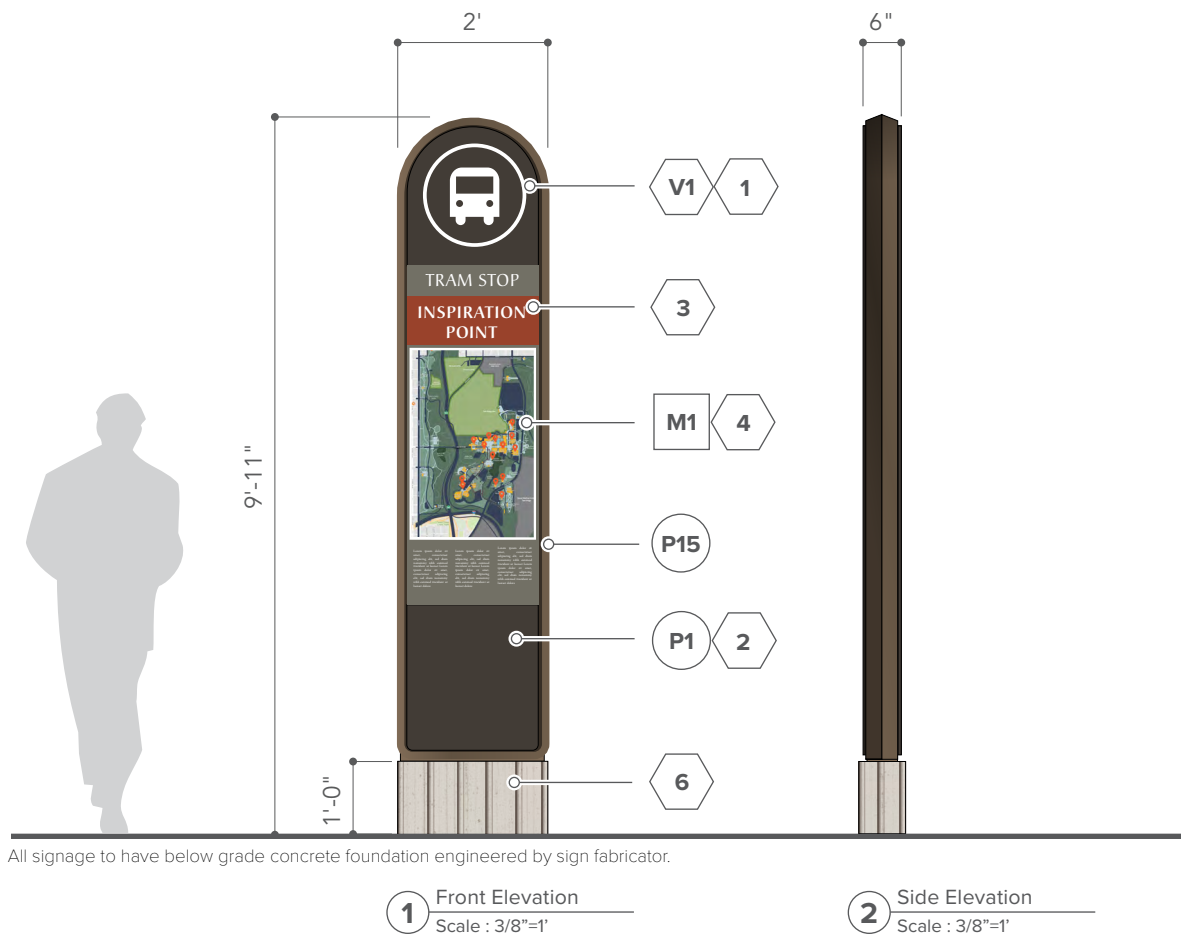 2'
6"
V1
1
TRAM STOP
INSPIRATION
POINT
3
M1
4
9'-11"
P15
P1
2
1'-0"
6
All signage to have below grade concrete foundation engineered by sign fabricator.
1
Front Elevation
Scale : 3/8”=1’
2
Side Elevation
Scale : 3/8”=1’